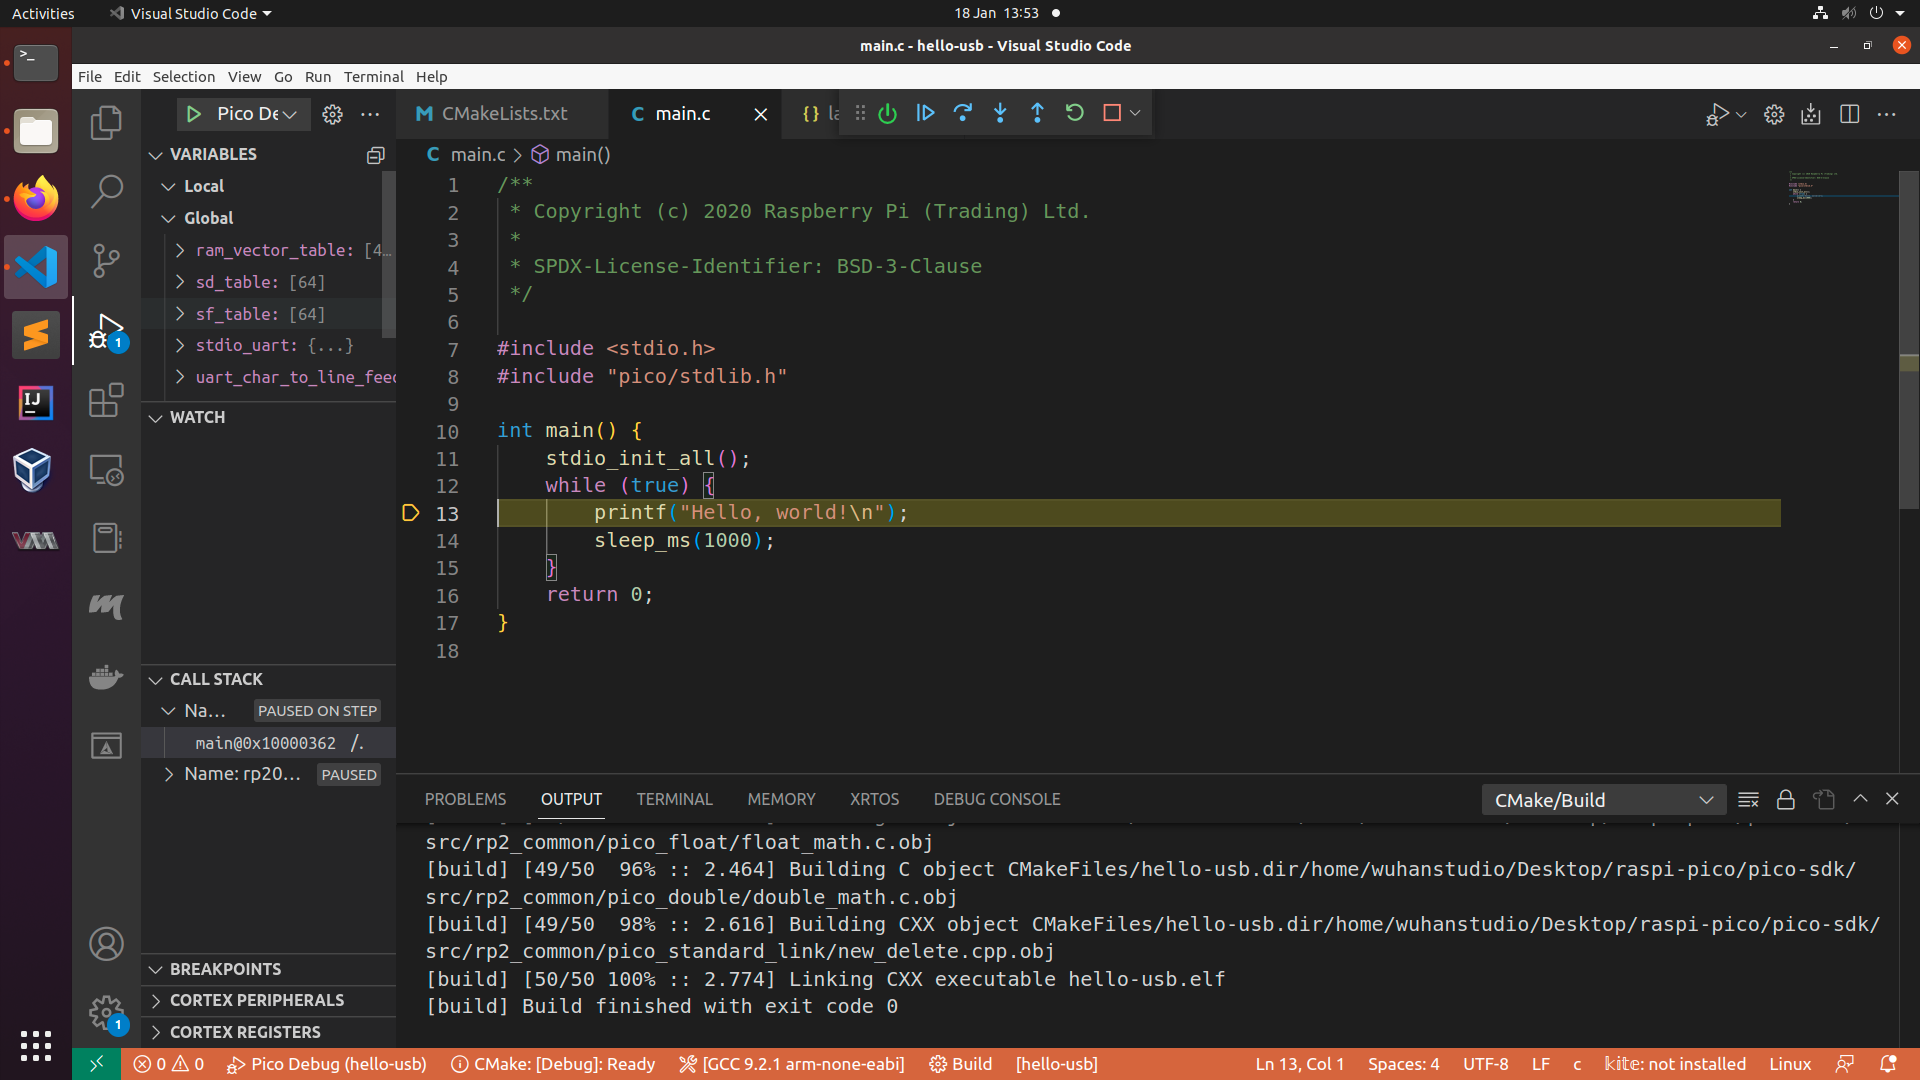 Activities
Visual Studio Code
18 Jan 13:53
main.c - hello-usb - Visual Studio Code
File Edit Selection View Go Run Terminal Help
Pico De
CMakeLists.txt
main.c
main.c > main()
VARIABLES
Local
Global
ram_vector_table: [4...
sd_table: [64]
sf_table: [64]
stdio_uart: {...}
uart_char_to_line_feed
WATCH
CALL STACK
Na... PAUSED ON STEP
main@0x10000362 /.
Name: rp20... PAUSED
BREAKPOINTS
CORTEX PERIPHERALS
CORTEX REGISTERS
1 /**
2  * Copyright (c) 2020 Raspberry Pi (Trading) Ltd.
3  *
4  * SPDX-License-Identifier: BSD-3-Clause
5  */
6
7 #include <stdio.h>
8 #include "pico/stdlib.h"
9
10 int main() {
11     stdio_init_all();
12     while (true) {
13         printf("Hello, world!\n");
14         sleep_ms(1000);
15     }
16     return 0;
17 }
18
PROBLEMS OUTPUT TERMINAL MEMORY XRTOS DEBUG CONSOLE
CMake/Build
src/rp2_common/pico_float/float_math.c.obj
[build] [49/50  96% :: 2.464] Building C object CMakeFiles/hello-usb.dir/home/wuhanstudio/Desktop/raspi-pico/pico-sdk/
src/rp2_common/pico_double/double_math.c.obj
[build] [49/50  98% :: 2.616] Building CXX object CMakeFiles/hello-usb.dir/home/wuhanstudio/Desktop/raspi-pico/pico-sdk/
src/rp2_common/pico_standard_link/new_delete.cpp.obj
[build] [50/50 100% :: 2.774] Linking CXX executable hello-usb.elf
[build] Build finished with exit code 0
0 0 Pico Debug (hello-usb) CMake: [Debug]: Ready [GCC 9.2.1 arm-none-eabi] Build [hello-usb] Ln 13, Col 1 Spaces: 4 UTF-8 LF c kite: not installed Linux